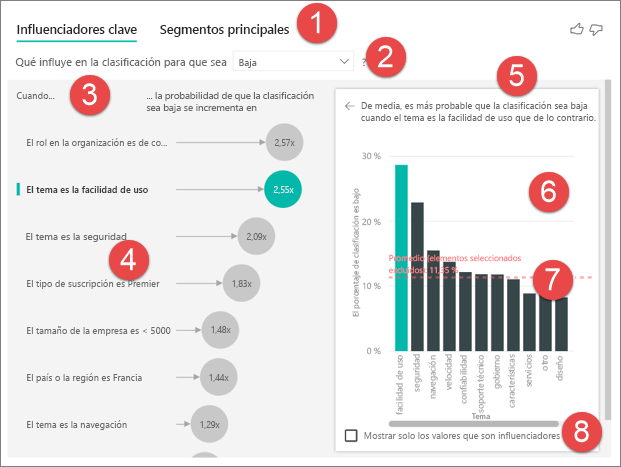 Influenciadores clave
Segmentos principales
1
Qué influye en la clasificación para que sea
Baja
?
2
Cuando...
3
... la probabilidad de que la clasificación
sea baja se incrementa en
El rol en la organización es de co...
2,57x
El tema es la facilidad de uso
2,55x
El tema es la seguridad
2,09x
4
El tipo de suscripción es Premier
1,83x
El tamaño de la empresa es < 5000
1,48x
El país o la región es Francia
1,44x
El tema es la navegación
1,29x
5
De media, es más probable que la clasificación sea baja
cuando el tema es la facilidad de uso que de lo contrario.
6
El porcentaje de clasificación es bajo
30 %
20 %
10 %
0 %
Promedio (elementos seleccionados
excluidos): 11,35 %
7
facilidad de uso
seguridad
navegación
velocidad
confiabilidad
soporte técnico
gobierno
características
servicios
otro
diseño
Tema
Mostrar solo los valores que son influenciadores
8